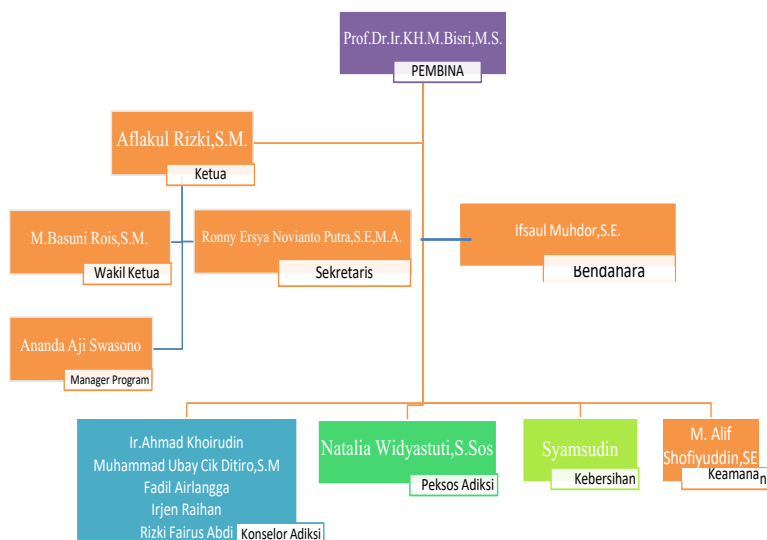 Prof.Dr.Ir.KH.M.Bisri,M.S.
PEMBINA
Aflakul Rizki,S.M.
Ketua
M.Basuni Rois,S.M.
Wakil Ketua
Ronny Ersya Novianto Putra,S.E,M.A.
Sekretaris
Ifsaul Muhdor,S.E.
Bendahara
Ananda Aji Swasono
Manager Program
Ir.Ahmad Khoirudin
Muhammad Ubay Cik Ditiro,S.M
Fadil Airlangga
Irjen Raihan
Rizki Fairus Abdi
Konselor Adiksi
Natalia Widyastuti,S.Sos
Peksos Adiksi
Syamsudin
Kebersihan
M. Alif
Shofiyuddin,SE
Keamanan